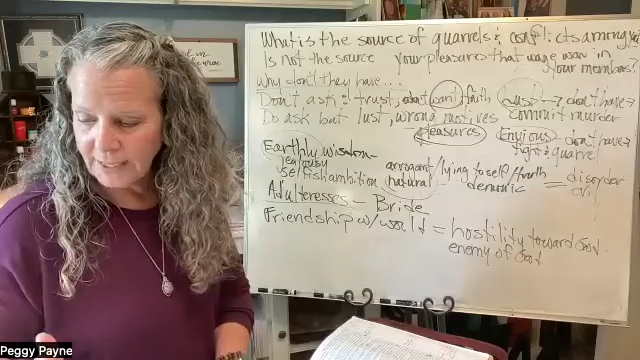 What is the source of quarrels & conflicts among
Is not the source your pleasures that wage war in
your members?
Why don't they have...
Don't ask: trust, want, faith Lust → don't have →
commit murder
Do ask but lust, wrong motives
pleasures Envious don't have →
fight & quarrel
Earthly wisdom-
jealousy
selfish ambition arrogant/lying to self/truth
natural demonic = disorder
evil
Adulteresses - Bride
Friendship w/world = hostility toward God
enemy of God
Peggy Payne